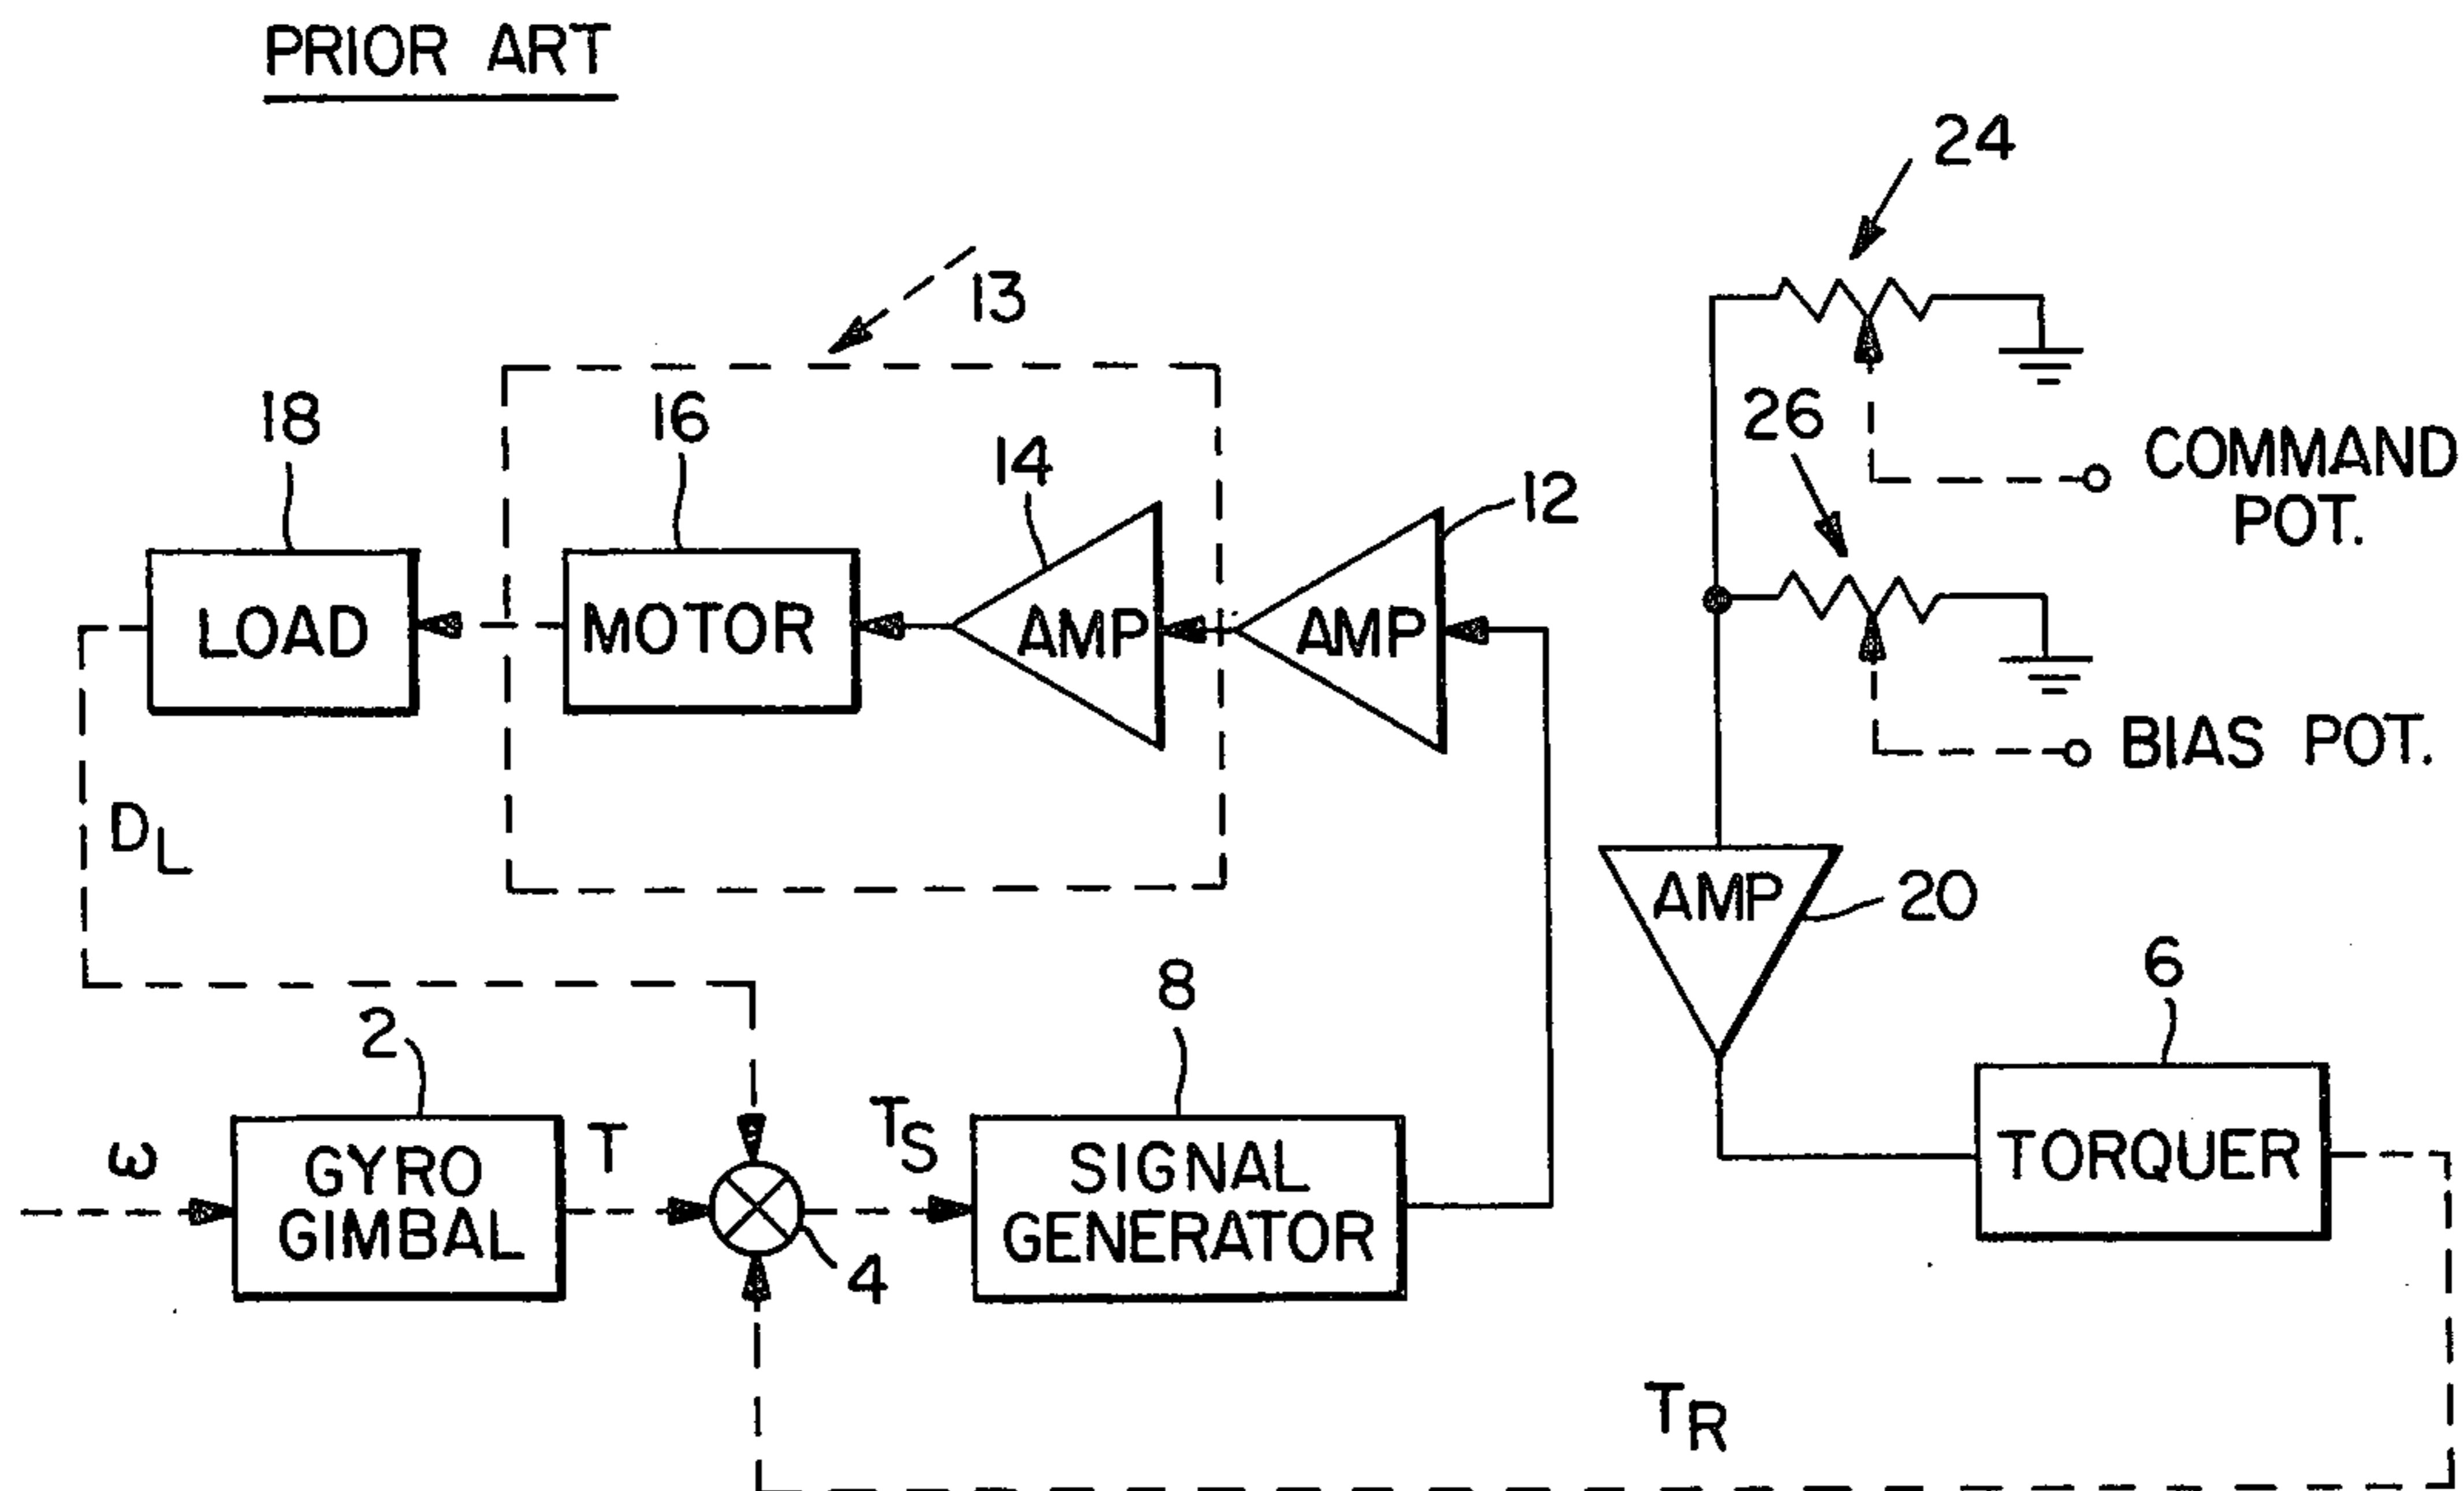 PRIOR ART
24
13
18
16
14
12
26
COMMAND
POT.
LOAD
MOTOR
AMP
AMP
BIAS POT.
DL
AMP
20
6
8
2
ω
GYRO
GIMBAL
T
TS
4
SIGNAL
GENERATOR
TORQUER
TR